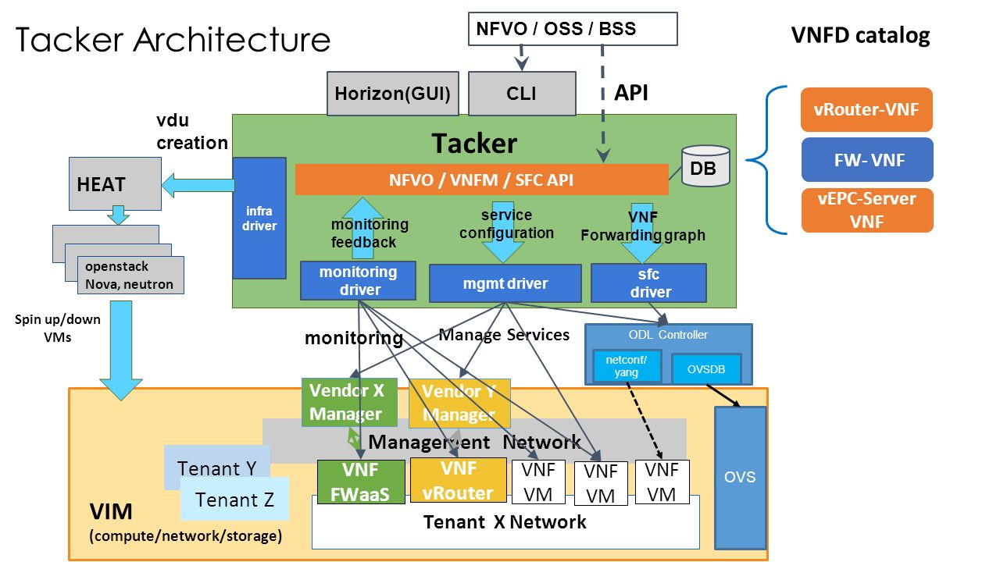 Tacker Architecture
NFVO / OSS / BSS
VNFD catalog
Horizon(GUI)
CLI
API
vRouter-VNF
FW- VNF
vEPC-Server
VNF
vdu
creation
Tacker
NFVO / VNFM / SFC API
DB
HEAT
infra
driver
monitoring
feedback
service
configuration
VNF
Forwarding graph
monitoring
driver
mgmt driver
sfc
driver
openstack
Nova, neutron
Spin up/down
VMs
monitoring
Manage Services
ODL Controller
netconf/
yang
OVSDB
Vendor X
Manager
Vendor Y
Manager
Management Network
Tenant Y
Tenant Z
VNF
FWaaS
VNF
vRouter
VNF
VM
VNF
VM
VNF
VM
OVS
VIM
(compute/network/storage)
Tenant X Network